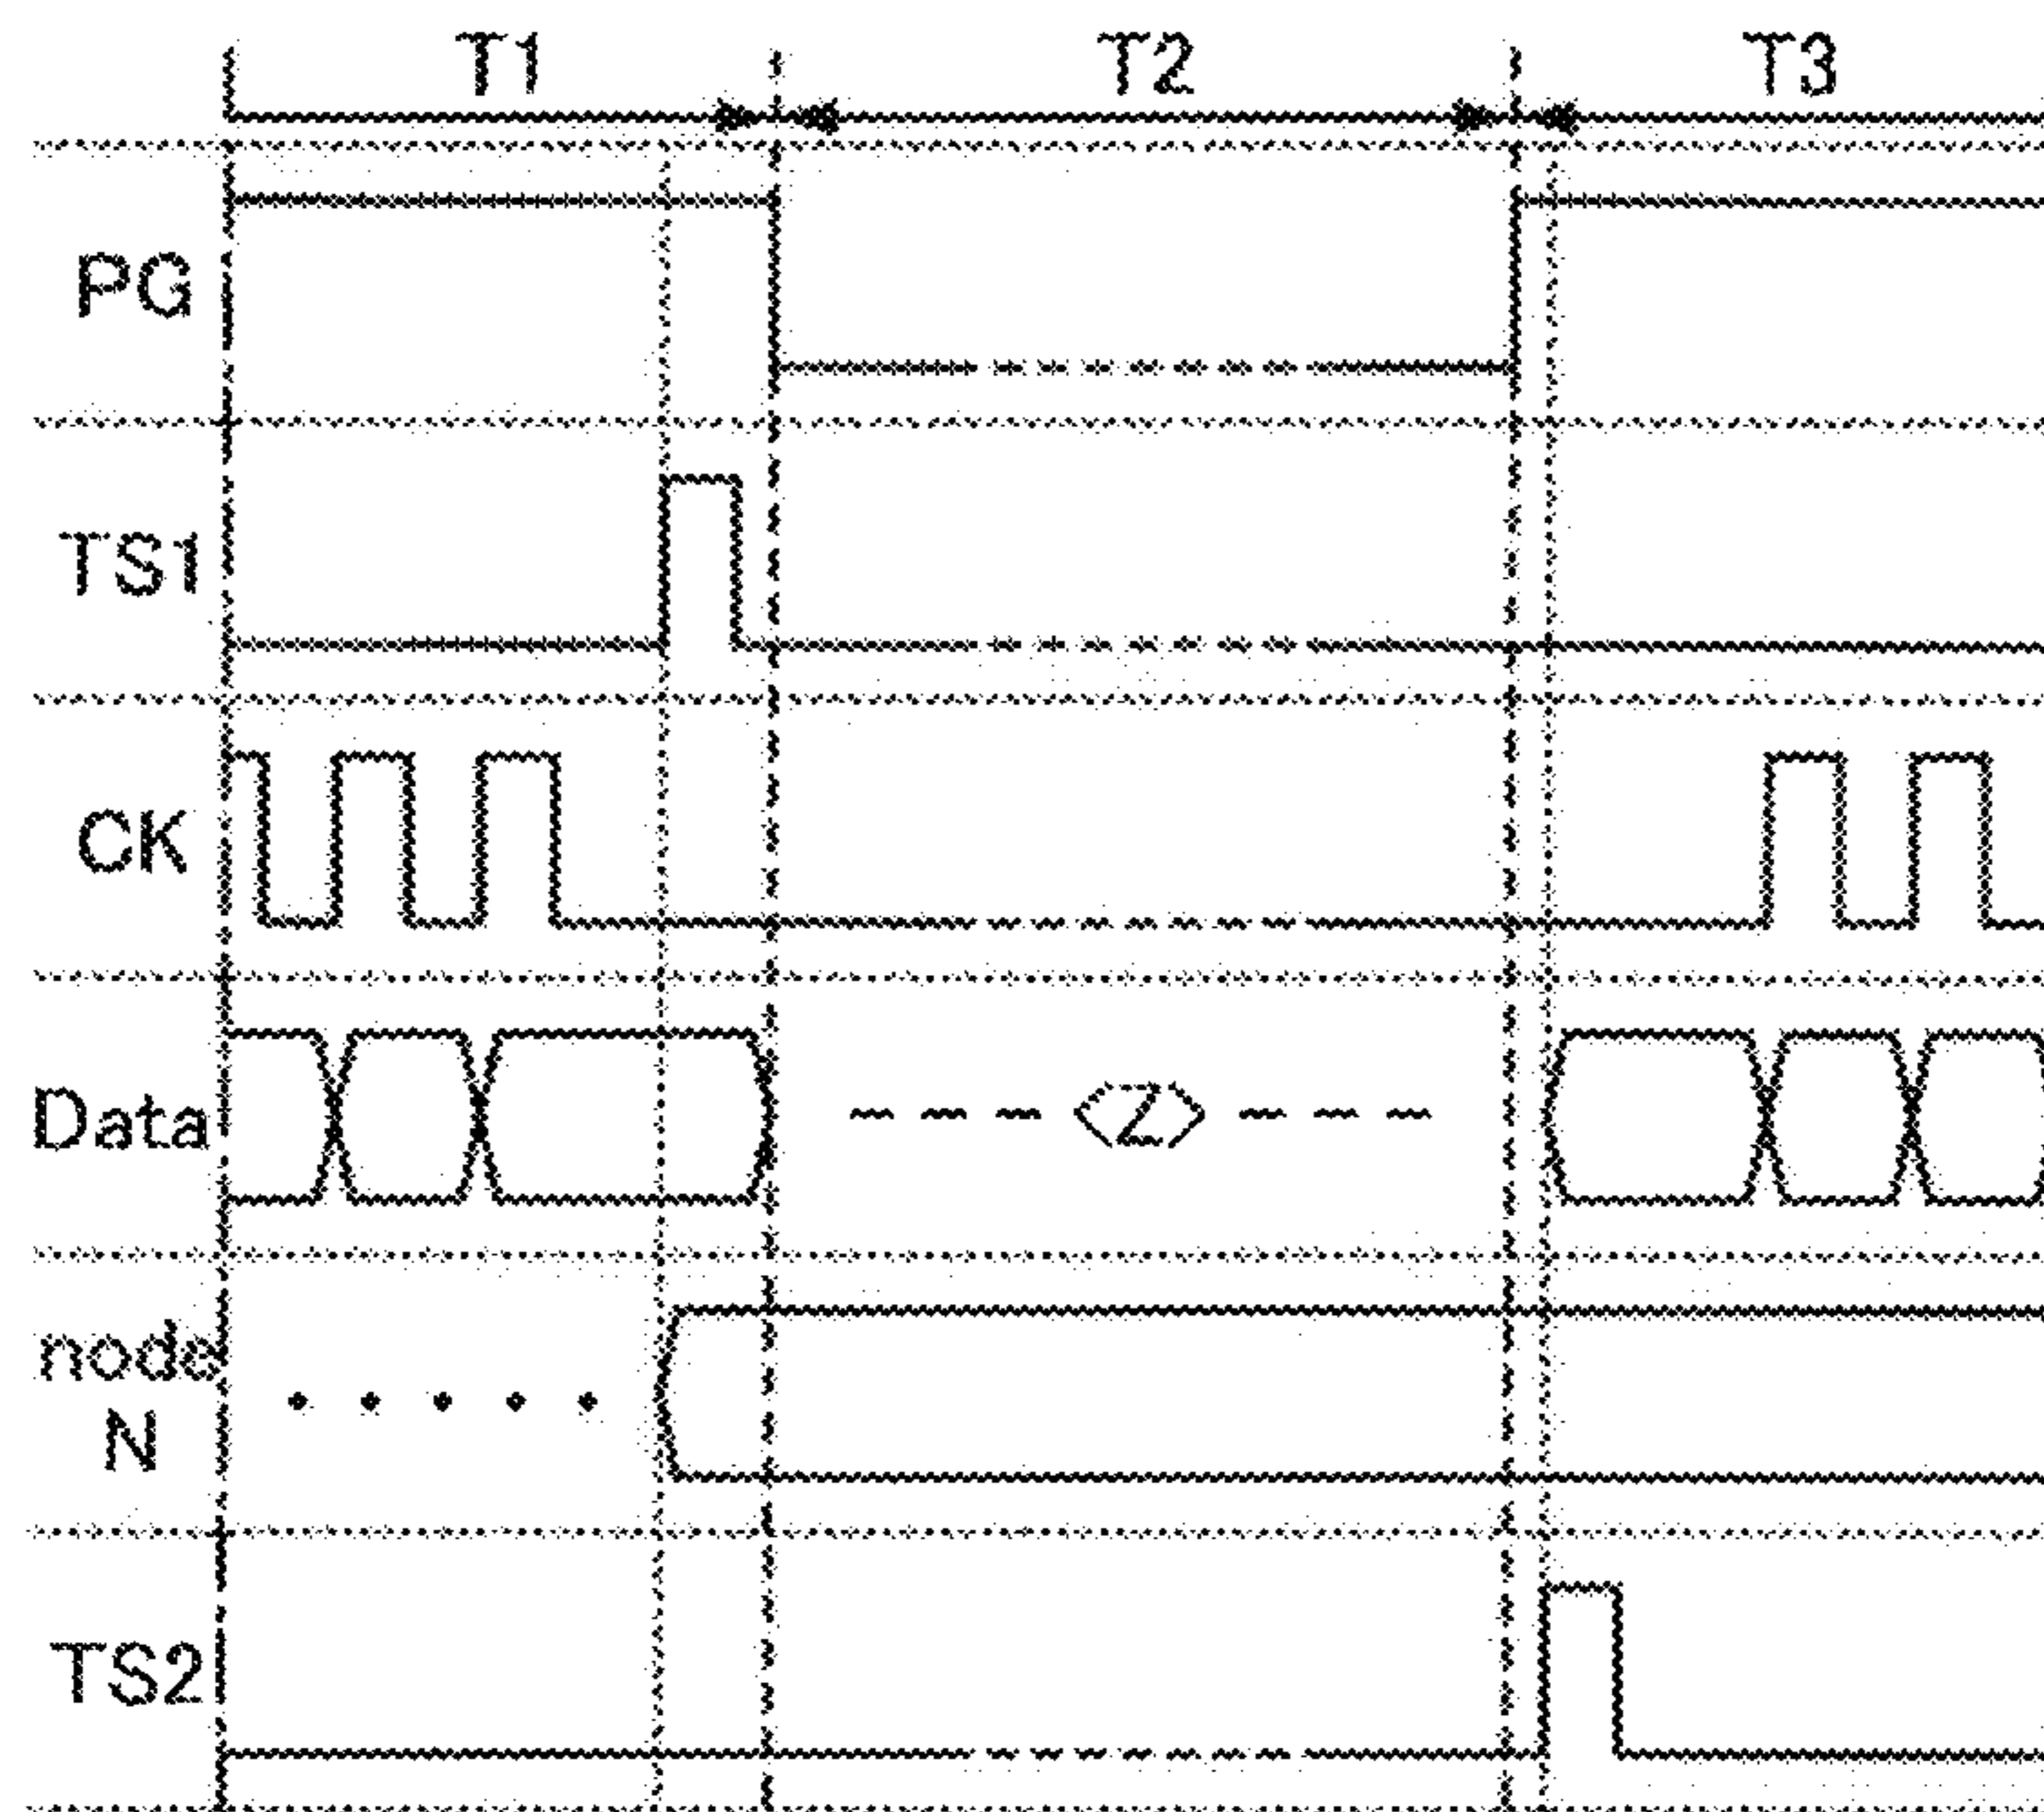 T1 T2 T3
PG
TS1
CK
Data Z
node
N
TS2